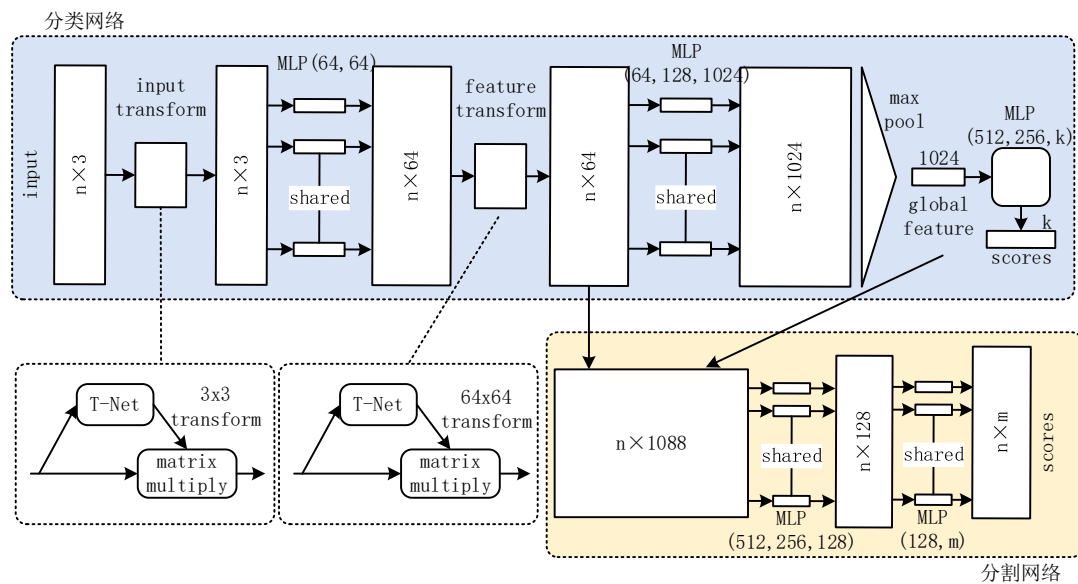 分类网络
input
n×3
input
transform
n×3
MLP(64,64)
shared
n×64
feature
transform
n×64
MLP
(64,128,1024)
shared
n×1024
max
pool
1024
global
feature
MLP
(512,256,k)
k
scores
T-Net
3x3
transform
matrix
multiply
T-Net
64x64
transform
matrix
multiply
n×1088
shared
MLP
(512,256,128)
n×128
shared
MLP
(128,m)
n×m
scores
分割网络